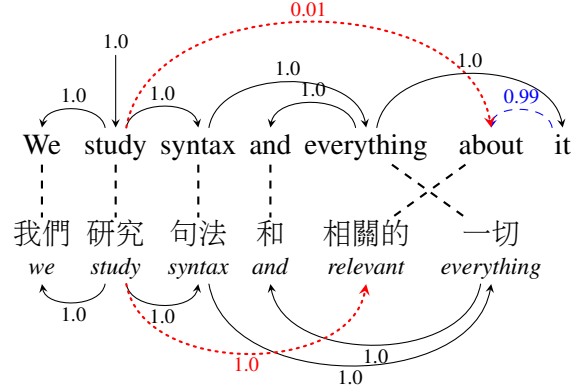 0.01
1.0
1.0 1.0 1.0 1.0 1.0
0.99
We study syntax and everything about it
我們 研究 句法 和 相關的 一切
we study syntax and relevant everything
1.0 1.0 1.0 1.0
1.0